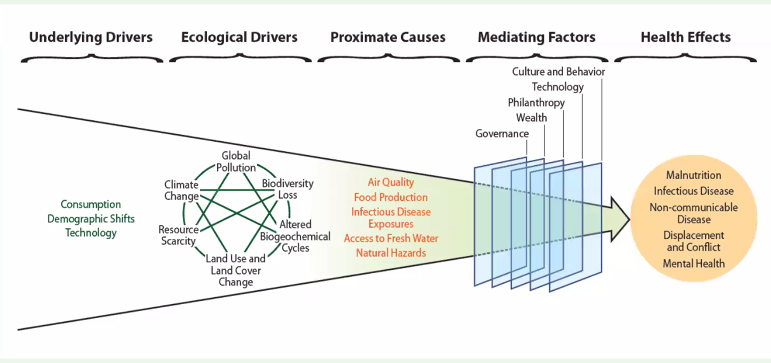 Underlying Drivers
Ecological Drivers
Proximate Causes
Mediating Factors
Health Effects
Consumption
Demographic Shifts
Technology
Global
Pollution
Climate
Change
Biodiversity
Loss
Resource
Scarcity
Altered
Biogeochemical
Cycles
Land Use and
Land Cover
Change
Air Quality
Food Production
Infectious Disease
Exposures
Access to Fresh Water
Natural Hazards
Culture and Behavior
Technology
Philanthropy
Wealth
Governance
Malnutrition
Infectious Disease
Non-communicable
Disease
Displacement
and Conflict
Mental Health